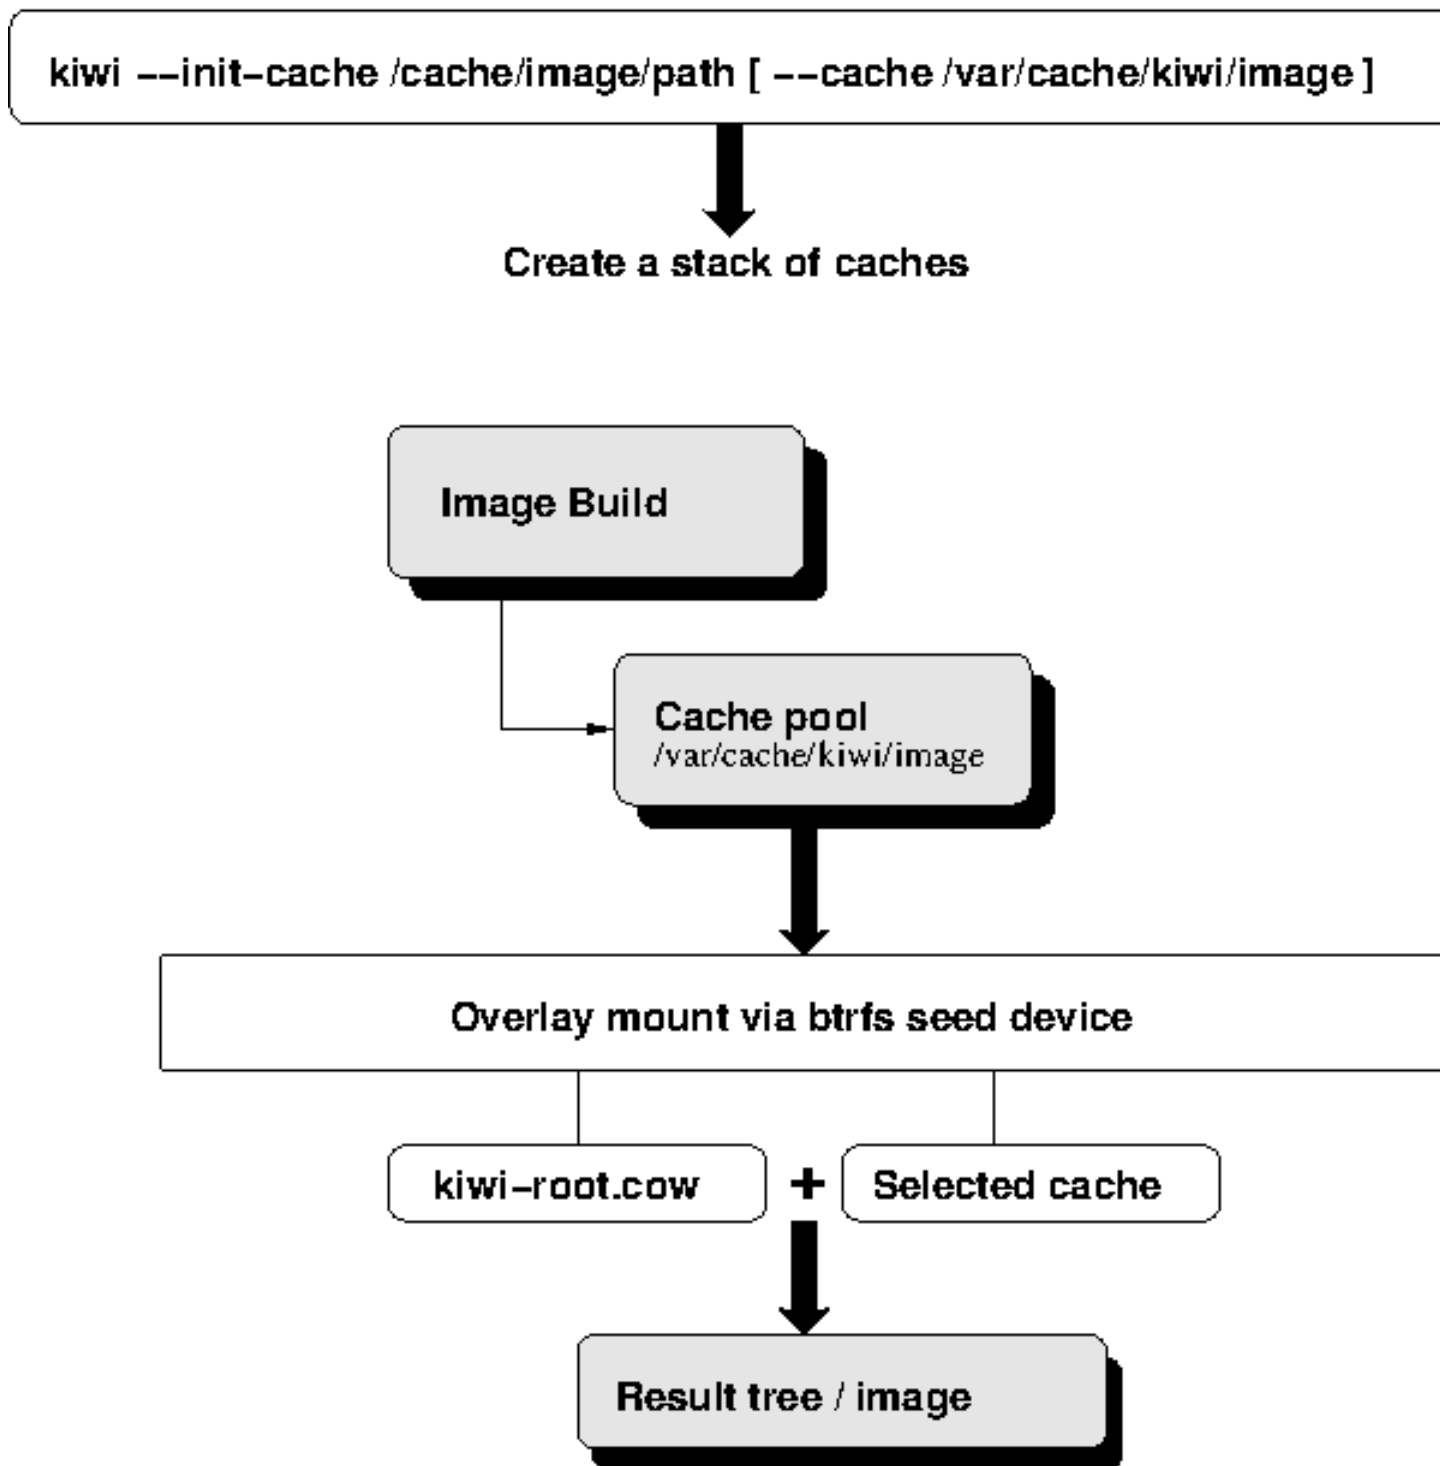 kiwi --init-cache /cache/image/path [ --cache /var/cache/kiwi/image ]
Create a stack of caches
Image Build
Cache pool
/var/cache/kiwi/image
Overlay mount via btrfs seed device
kiwi-root.cow + Selected cache
Result tree / image